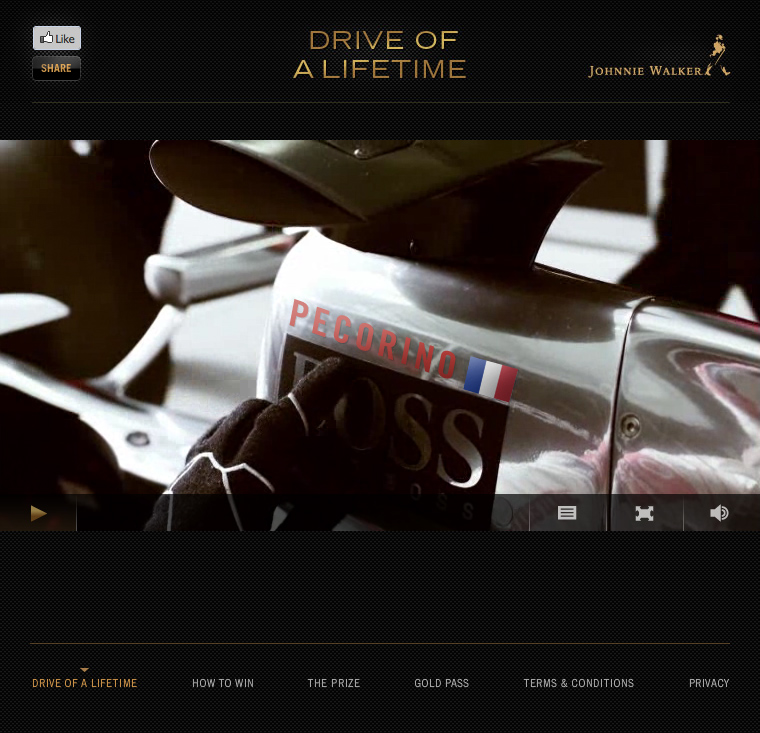 Like
SHARE
DRIVE OF
A LIFETIME
JOHNNIE WALKER
PECORINO
BOSS
DRIVE OF A LIFETIME
HOW TO WIN
THE PRIZE
GOLD PASS
TERMS & CONDITIONS
PRIVACY